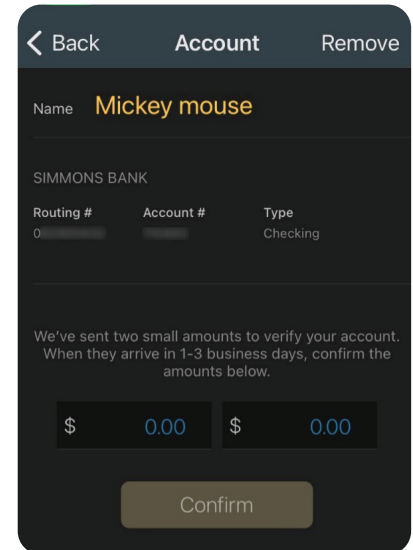 Back Account Remove
Name Mickey mouse
SIMMONS BANK
Routing # Account # Type
0 Checking
We've sent two small amounts to verify your account.
When they arrive in 1-3 business days, confirm the
amounts below.
$ 0.00 $ 0.00
Confirm